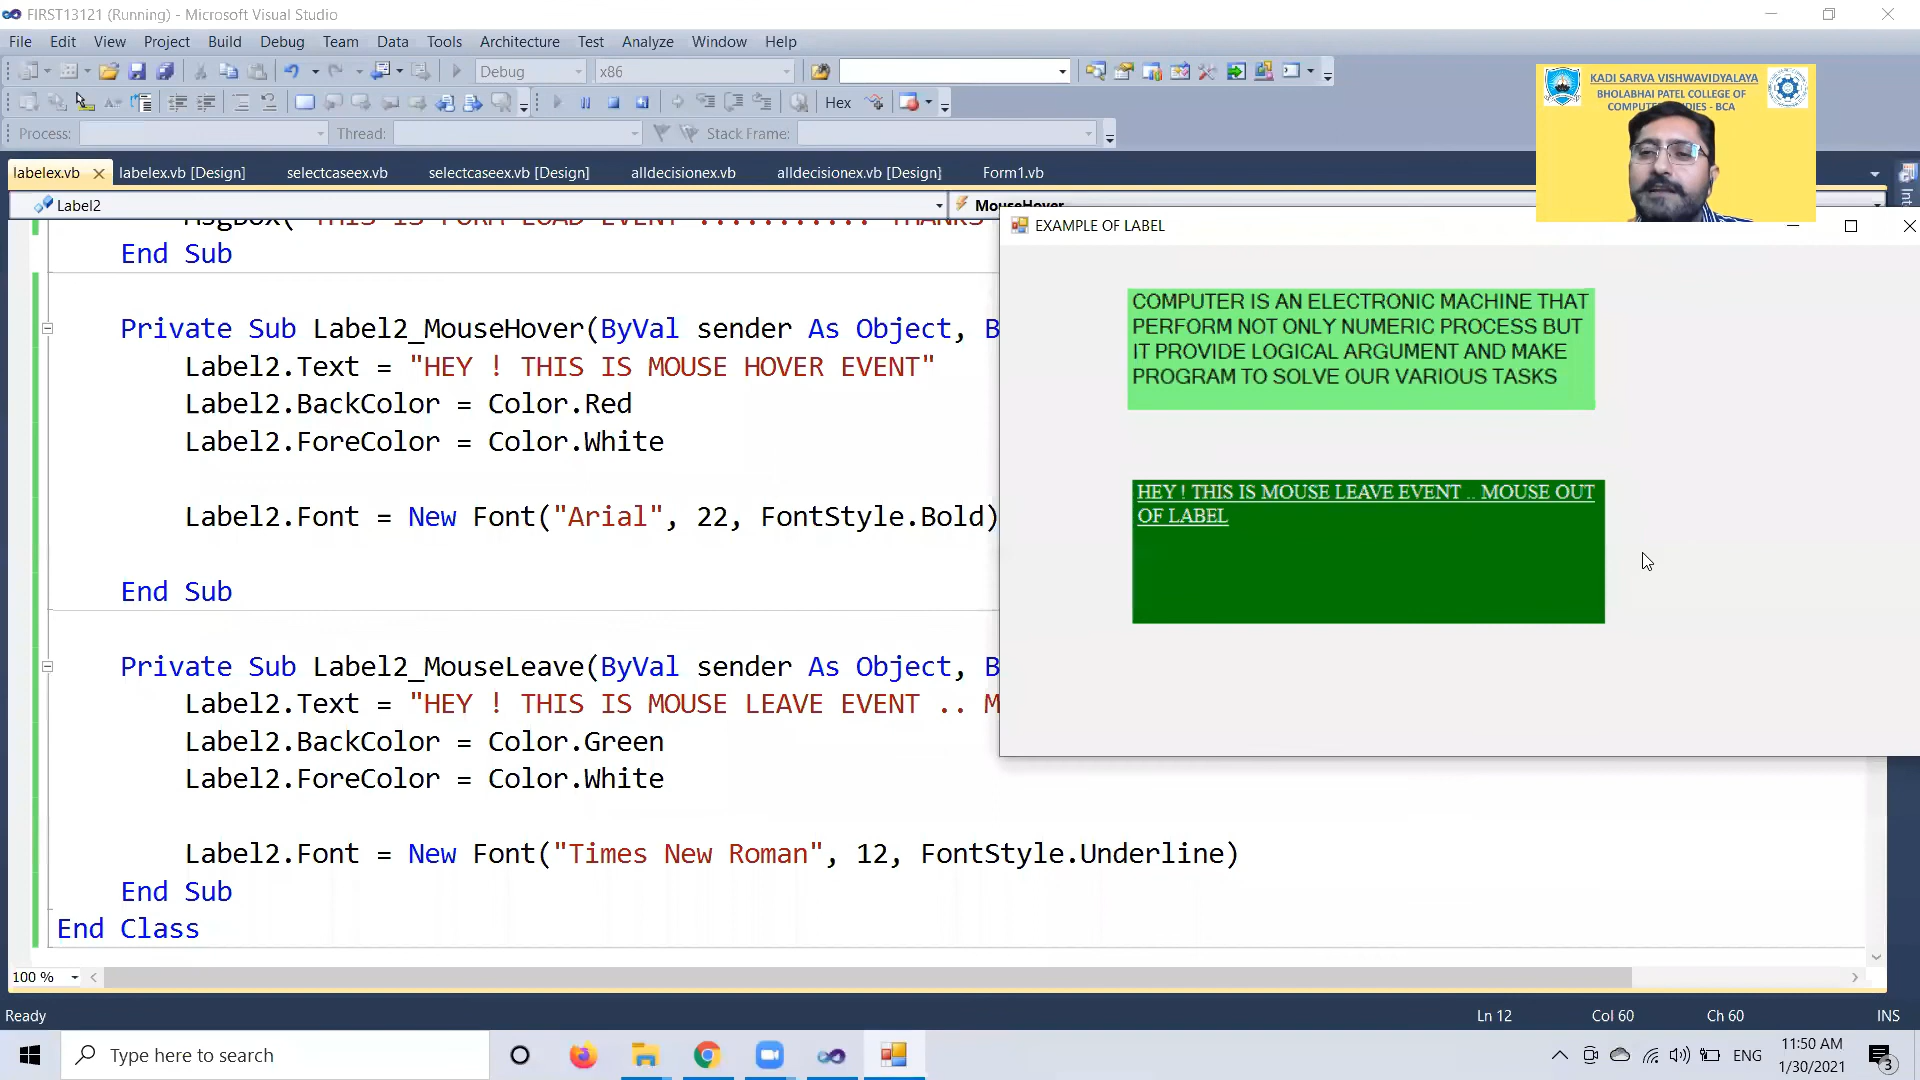 FIRST13121 (Running) - Microsoft Visual Studio
File Edit View Project Build Debug Team Data Tools Architecture Test Analyze Window Help
Debug x86
Hex
Process: Thread: Stack Frame:
KADI SARVA VISHWAVIDYALAYA
BHOLABHAI PATEL COLLEGE OF
labelex.vb labelex.vb [Design] selectcaseex.vb selectcaseex.vb [Design] alldecisionex.vb alldecisionex.vb [Design] Form1.vb
Label2 MouseHover
MsgBox("THIS IS FORM LOAD EVENT ........... THANKS
End Sub
Private Sub Label2_MouseHover(ByVal sender As Object, B
Label2.Text = "HEY ! THIS IS MOUSE HOVER EVENT"
Label2.BackColor = Color.Red
Label2.ForeColor = Color.White
Label2.Font = New Font("Arial", 22, FontStyle.Bold)
End Sub
Private Sub Label2_MouseLeave(ByVal sender As Object, B
Label2.Text = "HEY ! THIS IS MOUSE LEAVE EVENT .. M
Label2.BackColor = Color.Green
Label2.ForeColor = Color.White
Label2.Font = New Font("Times New Roman", 12, FontStyle.Underline)
End Sub
End Class
EXAMPLE OF LABEL
COMPUTER IS AN ELECTRONIC MACHINE THAT
PERFORM NOT ONLY NUMERIC PROCESS BUT
IT PROVIDE LOGICAL ARGUMENT AND MAKE
PROGRAM TO SOLVE OUR VARIOUS TASKS
HEY ! THIS IS MOUSE LEAVE EVENT .. MOUSE OUT
OF LABEL
100 %
Ready Ln 12 Col 60 Ch 60 INS
Type here to search
ENG 11:50 AM
1/30/2021
3